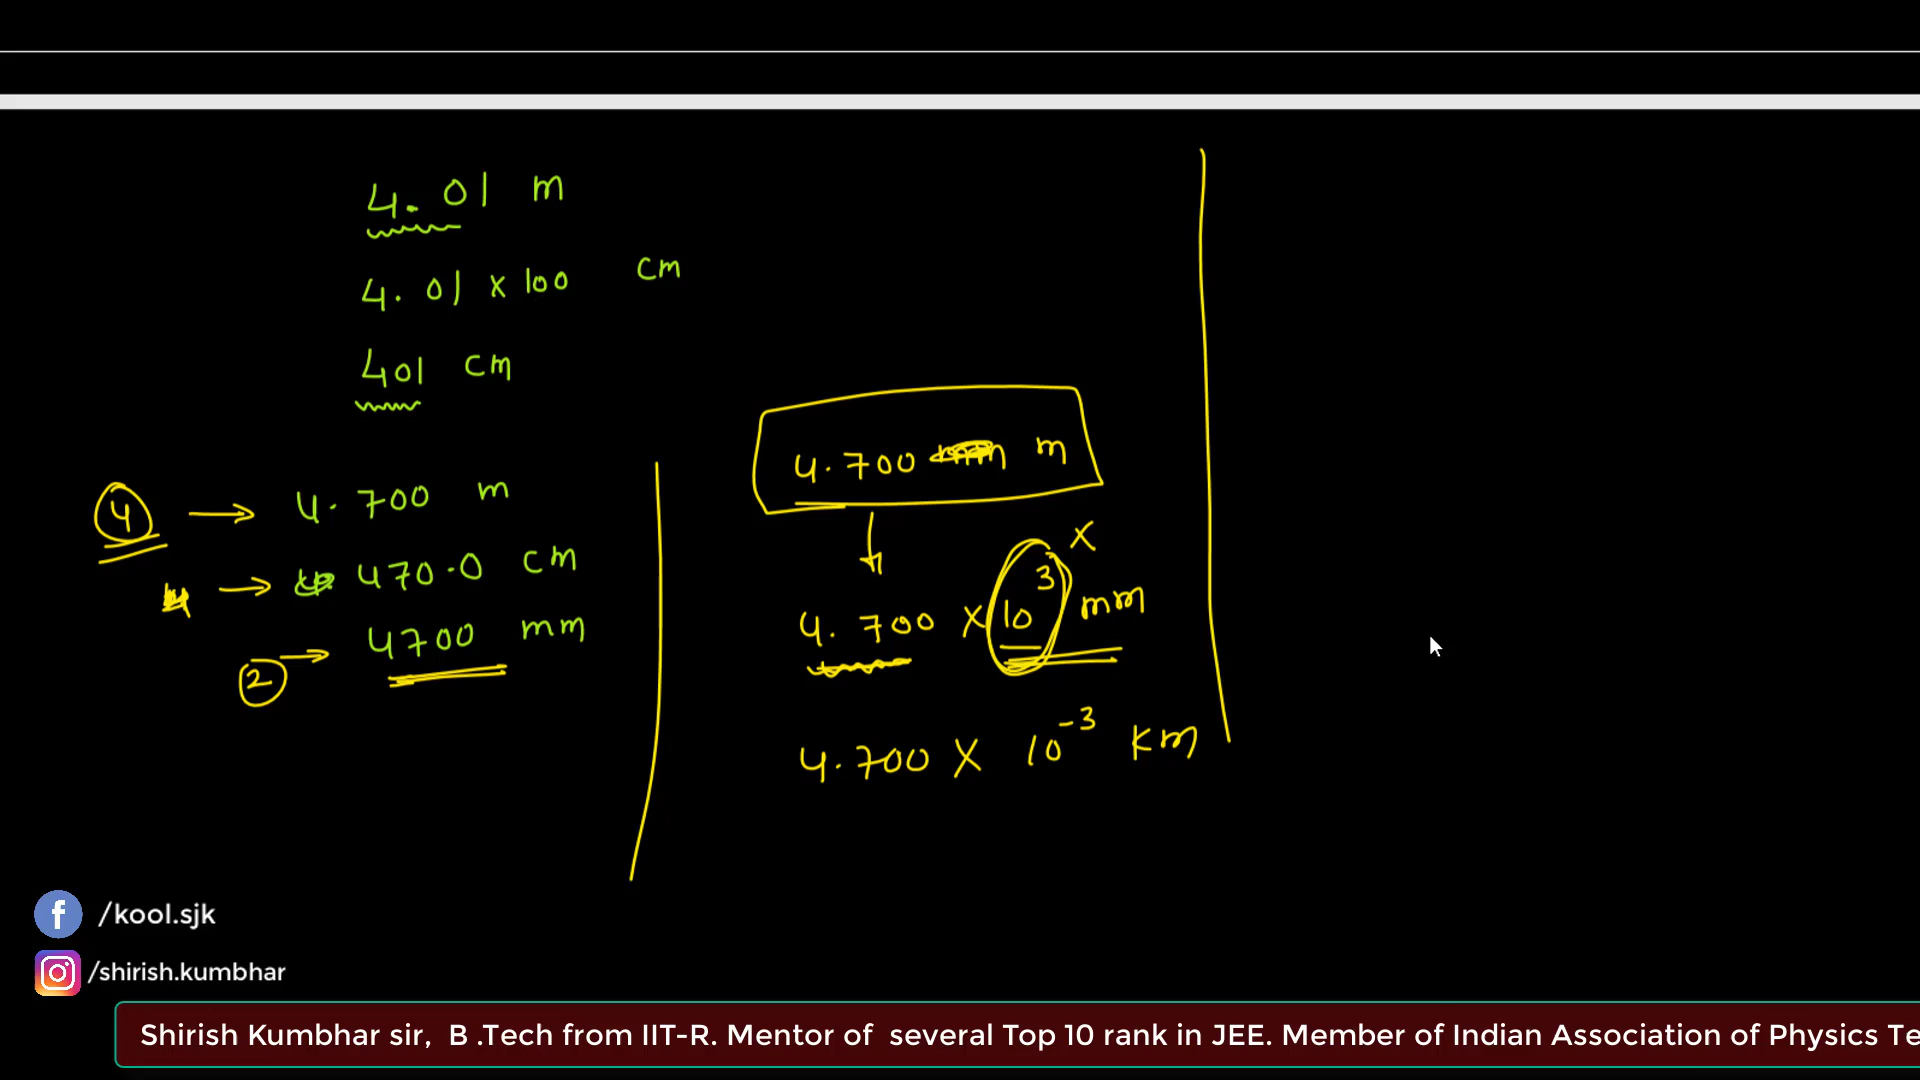 4.01 m
4.01 x 100 cm
401 cm
4 → 4.700 m
→ 470.0 cm
2 → 4700 mm
4.700 m
4.700 x 10³ mm
x
4.700 x 10⁻³ km
/kool.sjk
/shirish.kumbhar
Shirish Kumbhar sir, B .Tech from IIT-R. Mentor of several Top 10 rank in JEE. Member of Indian Association of Physics Te